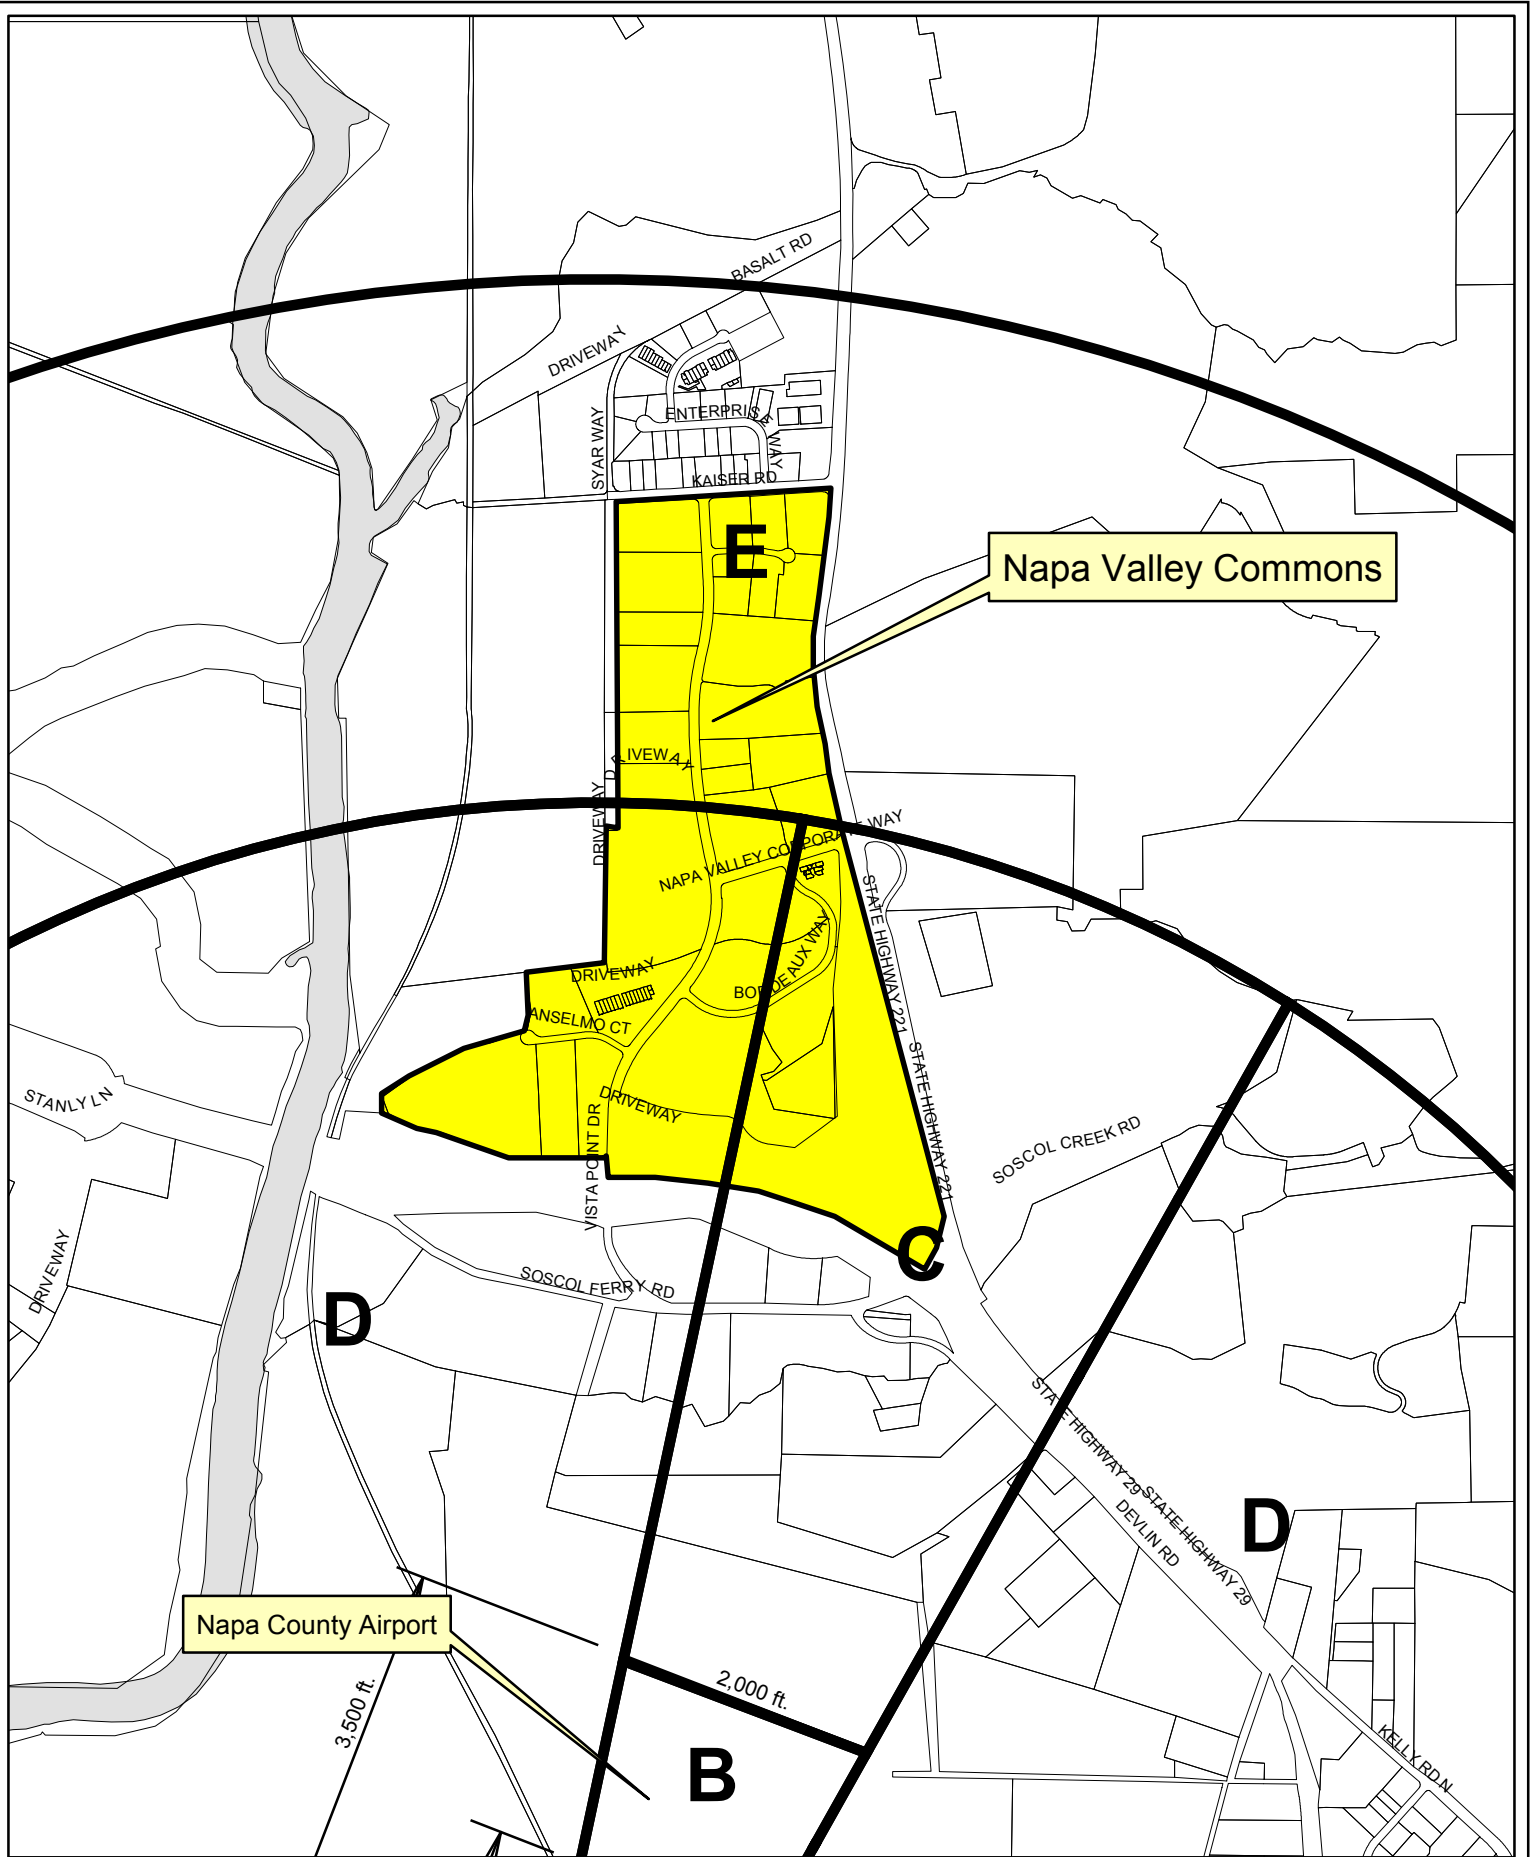 BASALT RD
DRIVEWAY
SYAR WAY
ENTERPRISE WAY
KAISER RD
E
Napa Valley Commons
DRIVEWAY
DRIVEWAY
NAPA VALLEY CORPORATE WAY
STATE HIGHWAY 221
BORDEAUX WAY
DRIVEWAY
ANSELMO CT
STATE HIGHWAY 221
STANLY LN
DRIVEWAY
VISTA POINT DR
SOSCOL CREEK RD
DRIVEWAY
C
SOSCOL FERRY RD
D
STATE HIGHWAY 29
STATE HIGHWAY 29
DEVLIN RD
D
Napa County Airport
3,500 ft.
2,000 ft.
B
KELLY RD N